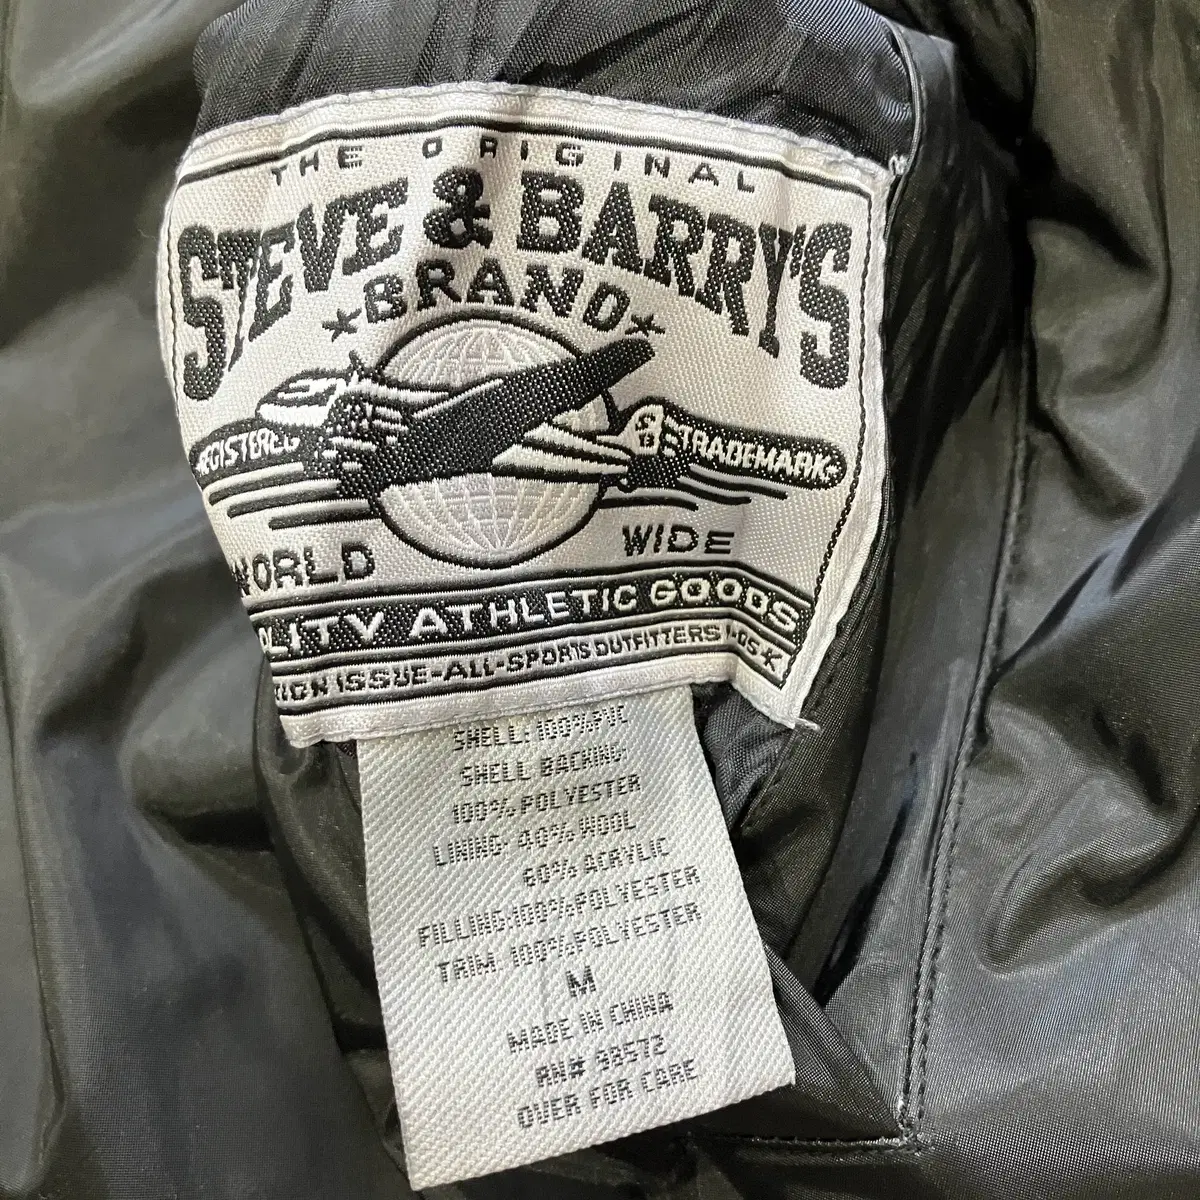 THE ORIGINAL
STEVE & BARRY'S
★BRAND★
REGISTERED
TRADEMARK
WORLD WIDE
ATHLETIC GOODS
ISSUE-ALL-SPORTS OUTFITTERS
SHELL: 100% PVC
SHELL BACKING:
100% POLYESTER
LINING: 40% WOOL
60% ACRYLIC
FILLING:100%POLYESTER
TRIM: 100%POLYESTER
M
MADE IN CHINA
RN# 98572
OVER FOR CARE